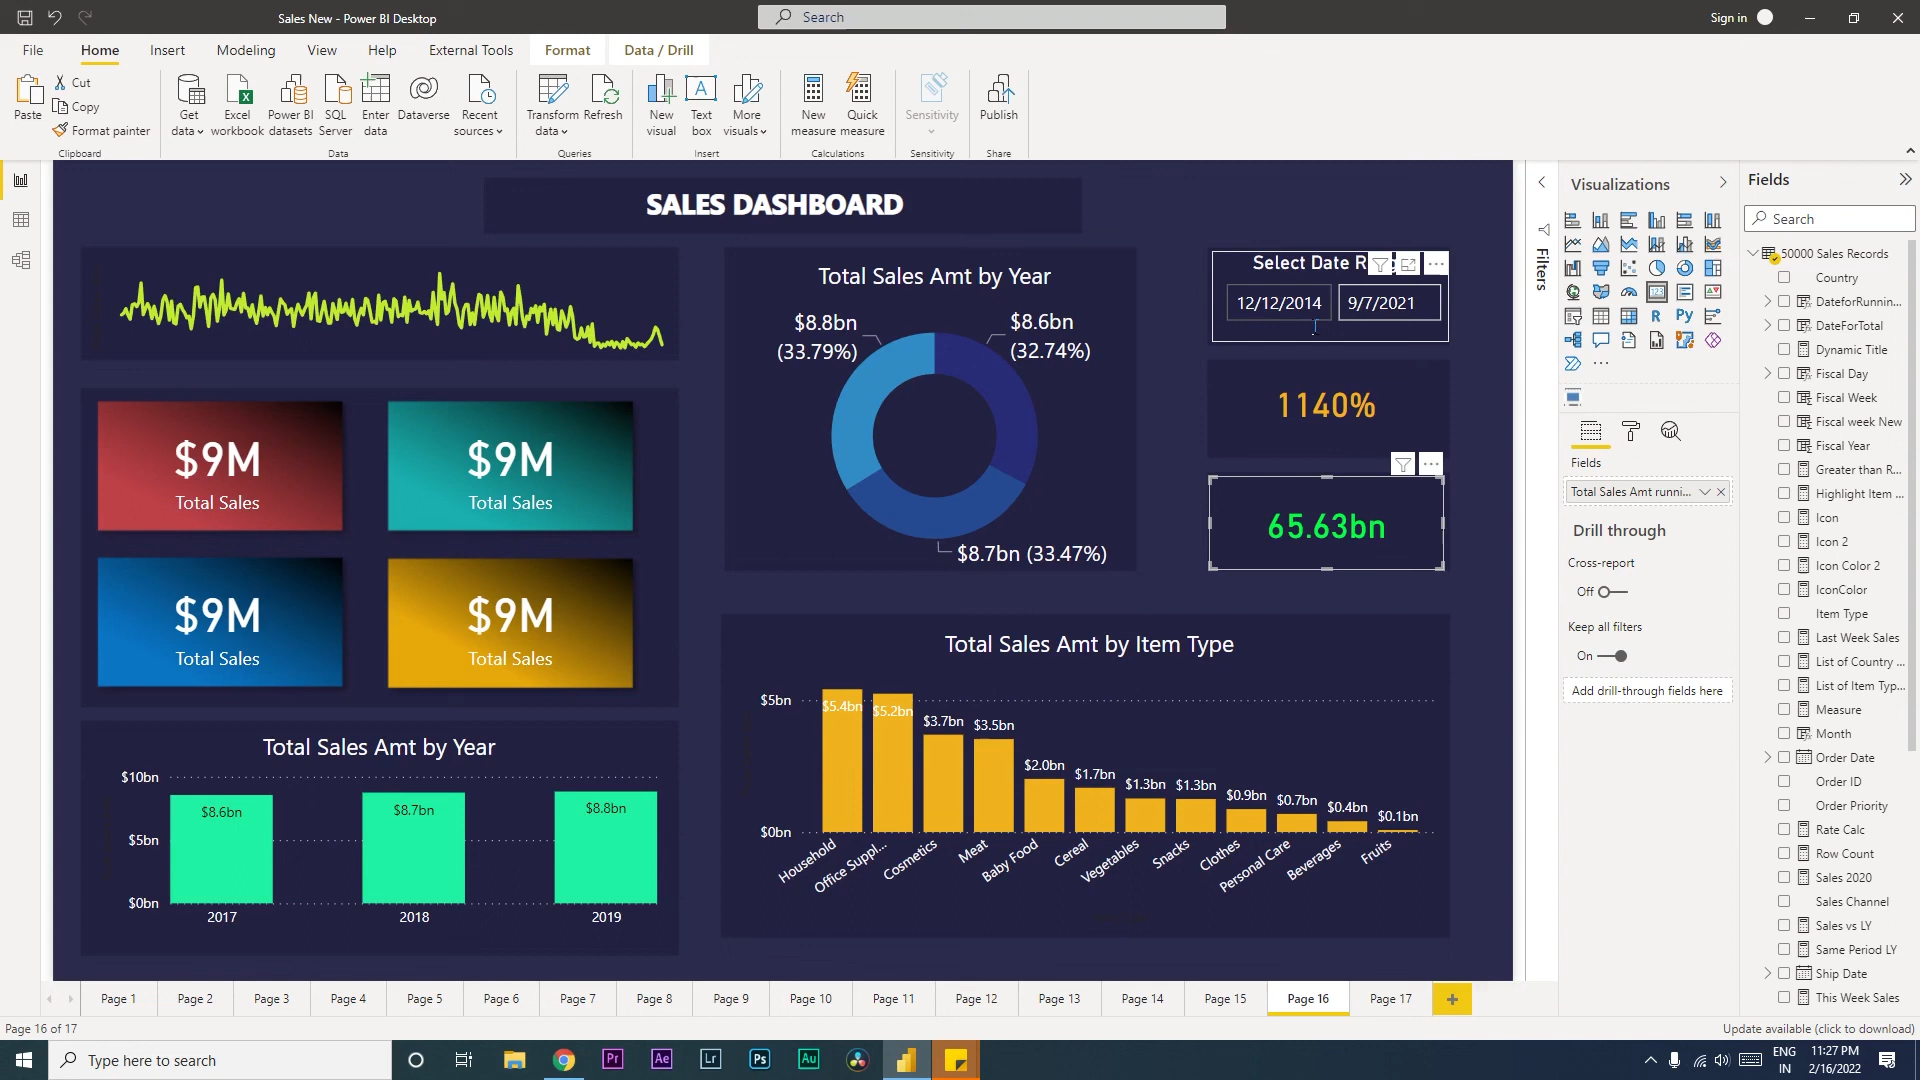 Sales New - Power BI Desktop
Search
Sign in
File
Home
Insert
Modeling
View
Help
External Tools
Format
Data / Drill
Paste
Cut
Copy
Format painter
Clipboard
Get data
Excel workbook
Power BI datasets
SQL Server
Enter data
Dataverse
Recent sources
Data
Transform data
Refresh
Queries
New visual
Text box
More visuals
Insert
New measure
Quick measure
Calculations
Sensitivity
Sensitivity
Publish
Share
SALES DASHBOARD
$9M
Total Sales
$9M
Total Sales
$9M
Total Sales
$9M
Total Sales
Total Sales Amt by Year
$10bn
$5bn
$0bn
$8.6bn
$8.7bn
$8.8bn
2017
2018
2019
Total Sales Amt by Year
$8.8bn
(33.79%)
$8.6bn
(32.74%)
$8.7bn (33.47%)
Select Date R
12/12/2014
9/7/2021
1140%
65.63bn
Total Sales Amt by Item Type
$5bn
$0bn
$5.4bn
$5.2bn
$3.7bn
$3.5bn
$2.0bn
$1.7bn
$1.3bn
$1.3bn
$0.9bn
$0.7bn
$0.4bn
$0.1bn
Household
Office Suppl...
Cosmetics
Meat
Baby Food
Cereal
Vegetables
Snacks
Clothes
Personal Care
Beverages
Fruits
Filters
Visualizations
R
Py
Fields
Total Sales Amt runni...
Drill through
Cross-report
Off
Keep all filters
On
Add drill-through fields here
Fields
Search
50000 Sales Records
Country
DateforRunnin...
DateForTotal
Dynamic Title
Fiscal Day
Fiscal Week
Fiscal week New
Fiscal Year
Greater than R...
Highlight Item ...
Icon
Icon 2
Icon Color 2
IconColor
Item Type
Last Week Sales
List of Country ...
List of Item Typ...
Measure
Month
Order Date
Order ID
Order Priority
Rate Calc
Row Count
Sales 2020
Sales Channel
Sales vs LY
Same Period LY
Ship Date
This Week Sales
Page 1
Page 2
Page 3
Page 4
Page 5
Page 6
Page 7
Page 8
Page 9
Page 10
Page 11
Page 12
Page 13
Page 14
Page 15
Page 16
Page 17
Page 16 of 17
Update available (click to download)
Type here to search
Pr
Ae
Lr
Ps
Au
ENG
IN
11:27 PM
2/16/2022